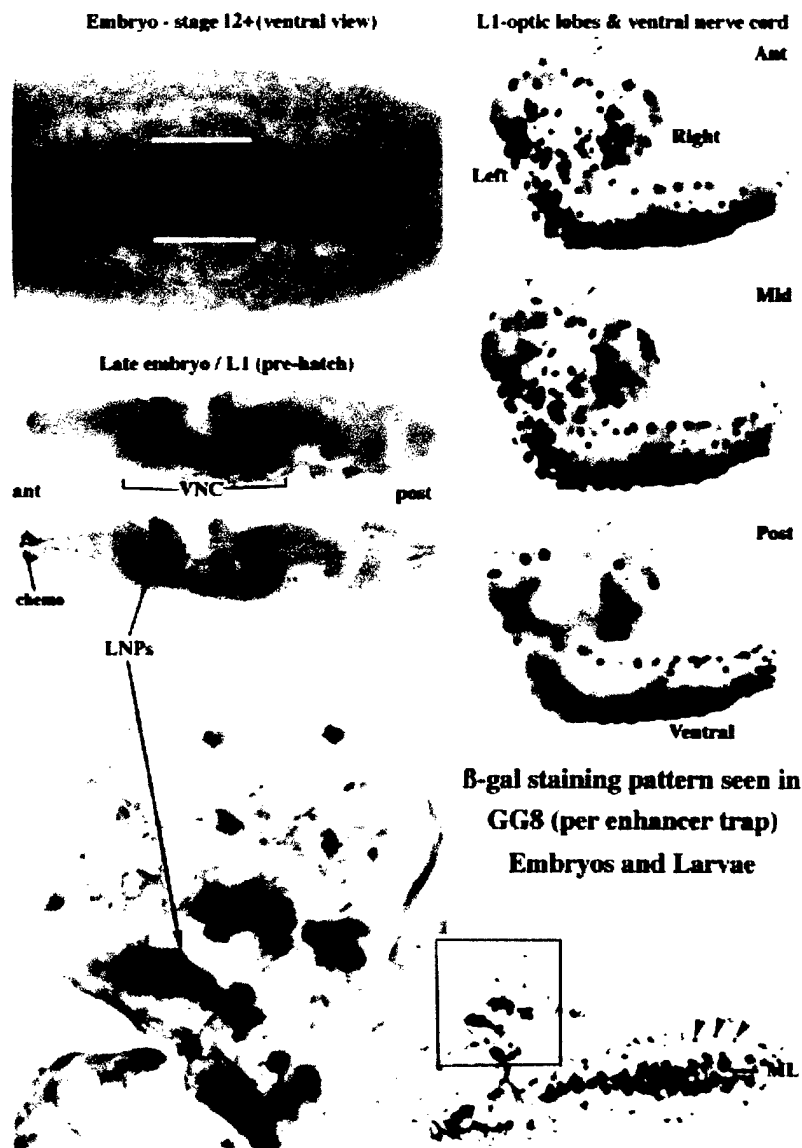 Embryo - stage 12+(ventral view)
L1-optic lobes & ventral nerve cord
Ant
Right
Left
Mid
Late embryo / L1 (pre-hatch)
ant
VNC
post
Post
chemo
LNPs
Ventral
ß-gal staining pattern seen in
GG8 (per enhancer trap)
Embryos and Larvae
ML